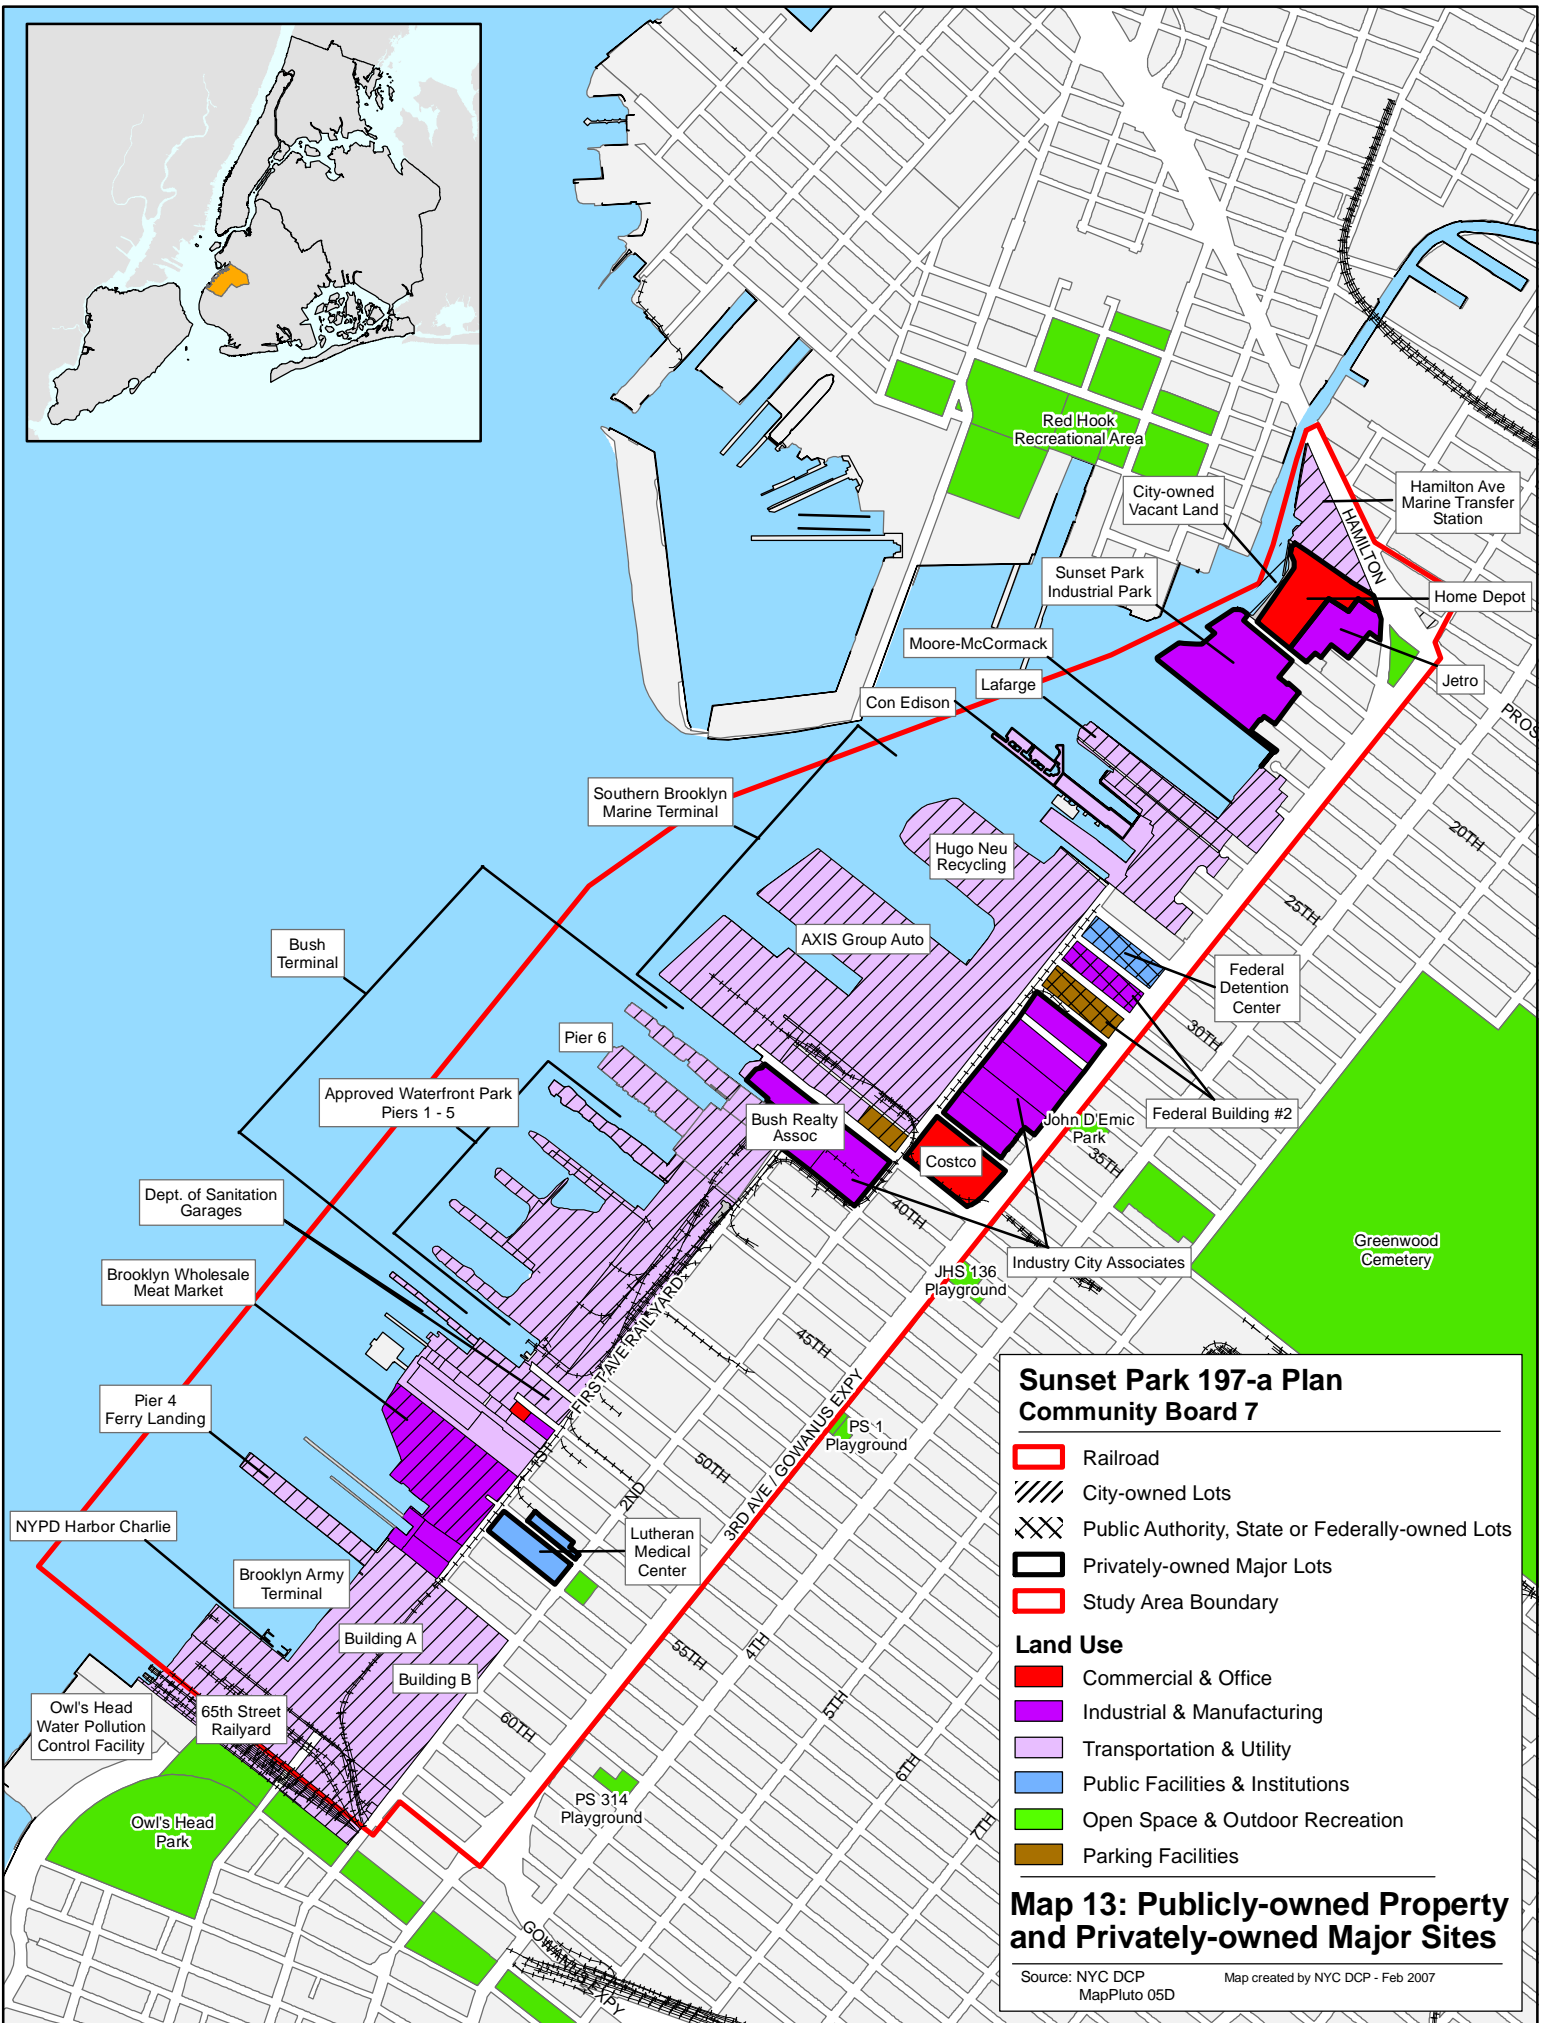 Red Hook
Recreational Area
City-owned
Vacant Land
Hamilton Ave
Marine Transfer
Station
HAMILTON
Sunset Park
Industrial Park
Home Depot
Moore-McCormack
Lafarge
Jetro
Con Edison
PROS
Southern Brooklyn
Marine Terminal
20TH
Hugo Neu
Recycling
25TH
Bush
Terminal
AXIS Group Auto
Federal
Detention
Center
Pier 6
30TH
Approved Waterfront Park
Piers 1 - 5
Bush Realty
Assoc
Federal Building #2
John D'Emic
Park
Costco
35TH
Dept. of Sanitation
Garages
40TH
Greenwood
Cemetery
Industry City Associates
Brooklyn Wholesale
Meat Market
JHS 136
Playground
FIRST AVE RAIL YARD
45TH
Pier 4
Ferry Landing
PS 1
Playground
1ST
50TH
2ND
3RD AVE / GOWANUS EXPY
NYPD Harbor Charlie
Lutheran
Medical
Center
Brooklyn Army
Terminal
Building A
Building B
55TH
4TH
5TH
Owl's Head
Water Pollution
Control Facility
65th Street
Railyard
60TH
6TH
PS 314
Playground
7TH
Owl's Head
Park
GOWANUS EXPY
Sunset Park 197-a Plan
Community Board 7
Railroad
City-owned Lots
Public Authority, State or Federally-owned Lots
Privately-owned Major Lots
Study Area Boundary
Land Use
Commercial & Office
Industrial & Manufacturing
Transportation & Utility
Public Facilities & Institutions
Open Space & Outdoor Recreation
Parking Facilities
Map 13: Publicly-owned Property
and Privately-owned Major Sites
Source: NYC DCP
MapPluto 05D
Map created by NYC DCP - Feb 2007